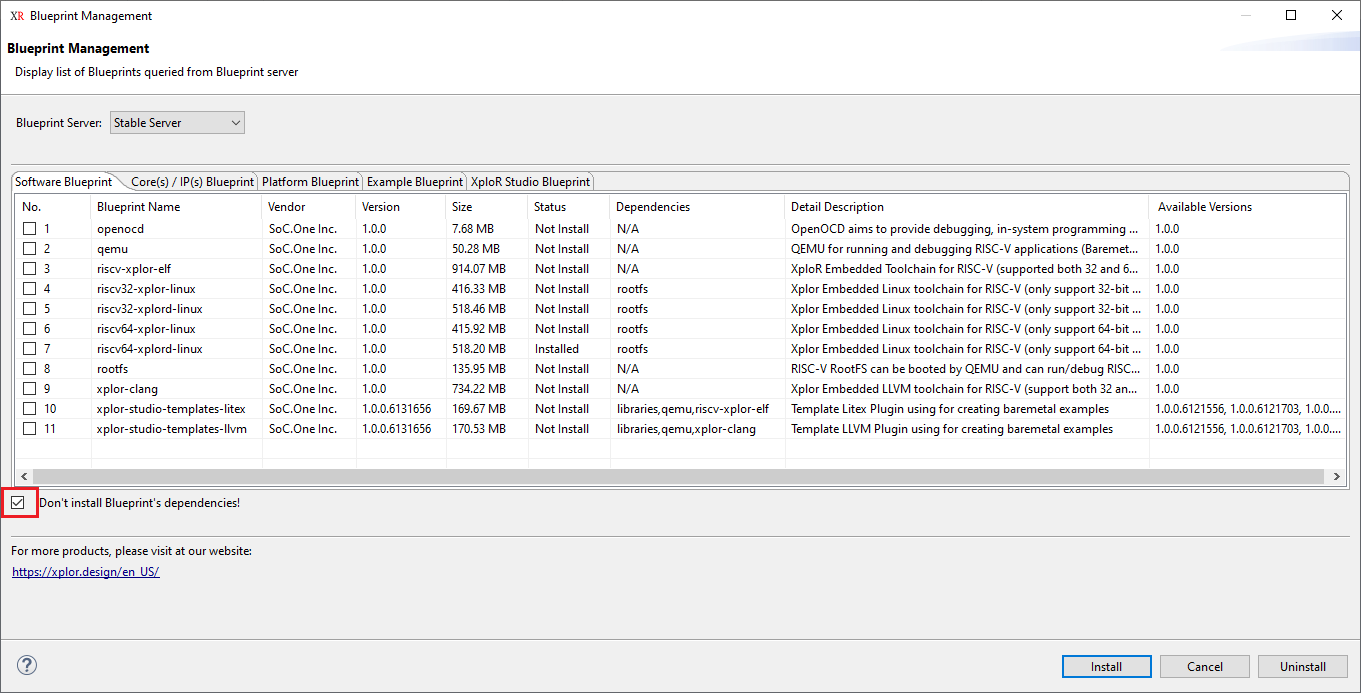 XR Blueprint Management
Blueprint Management
Display list of Blueprints queried from Blueprint server
Blueprint Server: Stable Server
Software Blueprint Core(s) / IP(s) Blueprint Platform Blueprint Example Blueprint XploR Studio Blueprint
No. Blueprint Name Vendor Version Size Status Dependencies Detail Description Available Versions
1 openocd SoC.One Inc. 1.0.0 7.68 MB Not Install N/A OpenOCD aims to provide debugging, in-system programming ... 1.0.0
2 qemu SoC.One Inc. 1.0.0 50.28 MB Not Install N/A QEMU for running and debugging RISC-V applications (Baremet... 1.0.0
3 riscv-xplor-elf SoC.One Inc. 1.0.0 914.07 MB Not Install N/A XploR Embedded Toolchain for RISC-V (supported both 32 and 6... 1.0.0
4 riscv32-xplor-linux SoC.One Inc. 1.0.0 416.33 MB Not Install rootfs Xplor Embedded Linux toolchain for RISC-V (only support 32-bit ... 1.0.0
5 riscv32-xplord-linux SoC.One Inc. 1.0.0 518.46 MB Not Install rootfs Xplor Embedded Linux toolchain for RISC-V (only support 32-bit ... 1.0.0
6 riscv64-xplor-linux SoC.One Inc. 1.0.0 415.92 MB Not Install rootfs Xplor Embedded Linux toolchain for RISC-V (only support 64-bit ... 1.0.0
7 riscv64-xplord-linux SoC.One Inc. 1.0.0 518.20 MB Installed rootfs Xplor Embedded Linux toolchain for RISC-V (only support 64-bit ... 1.0.0
8 rootfs SoC.One Inc. 1.0.0 135.95 MB Not Install N/A RISC-V RootFS can be booted by QEMU and can run/debug RISC... 1.0.0
9 xplor-clang SoC.One Inc. 1.0.0 734.22 MB Not Install N/A Xplor Embedded LLVM toolchain for RISC-V (support both 32 an... 1.0.0
10 xplor-studio-templates-litex SoC.One Inc. 1.0.0.6131656 169.67 MB Not Install libraries,qemu,riscv-xplor-elf Template Litex Plugin using for creating baremetal examples 1.0.0.6121556, 1.0.0.6121703, 1.0.0....
11 xplor-studio-templates-llvm SoC.One Inc. 1.0.0.6131656 170.53 MB Not Install libraries,qemu,xplor-clang Template LLVM Plugin using for creating baremetal examples 1.0.0.6121556, 1.0.0.6121703, 1.0.0....
Don't install Blueprint's dependencies!
For more products, please visit at our website:
https://xplor.design/en_US/
? Install Cancel Uninstall